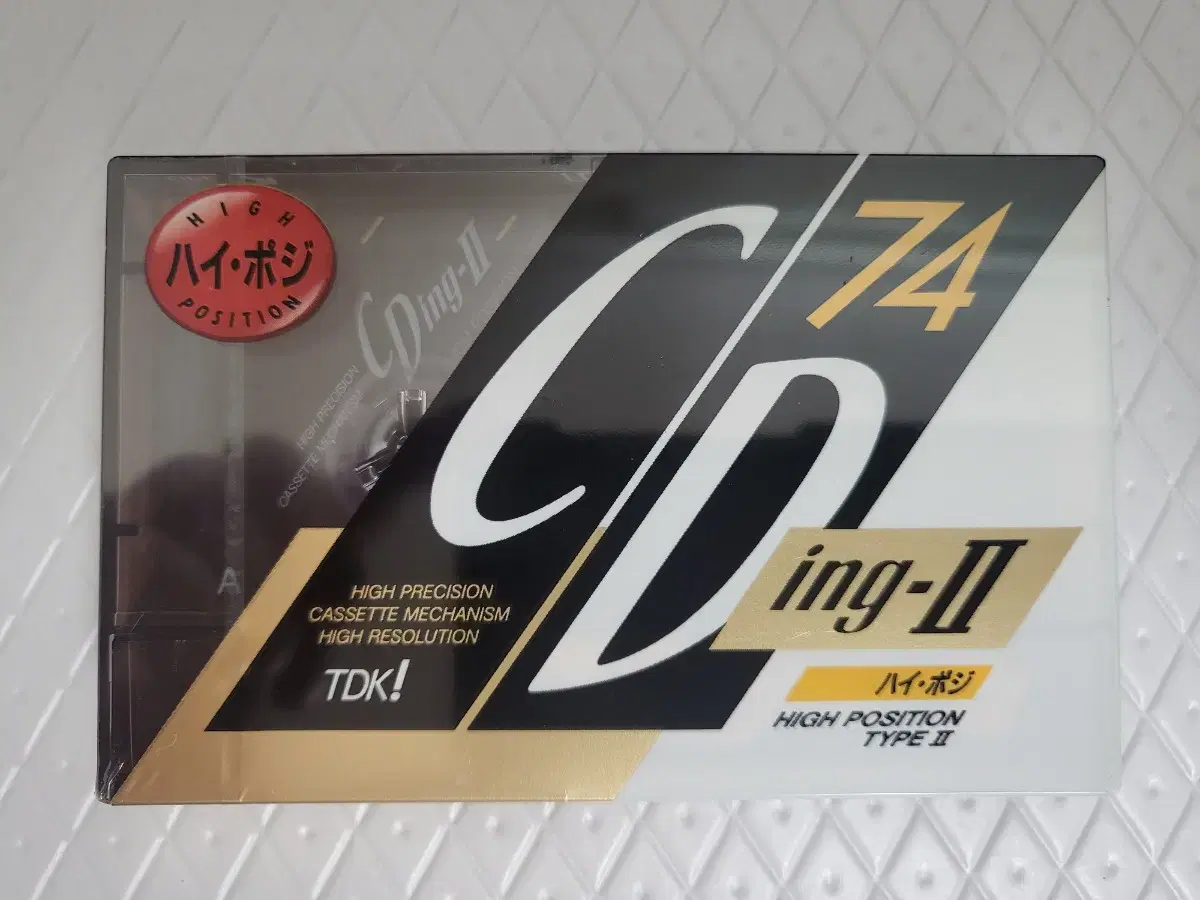 HIGH
ハイ・ポジ
POSITION
CDing-II
HIGH PRECISION
CASSETTE MECHANISM
A
74
CD
ing-II
HIGH PRECISION
CASSETTE MECHANISM
HIGH RESOLUTION
TDK!
ハイ・ポジ
HIGH POSITION
TYPE II